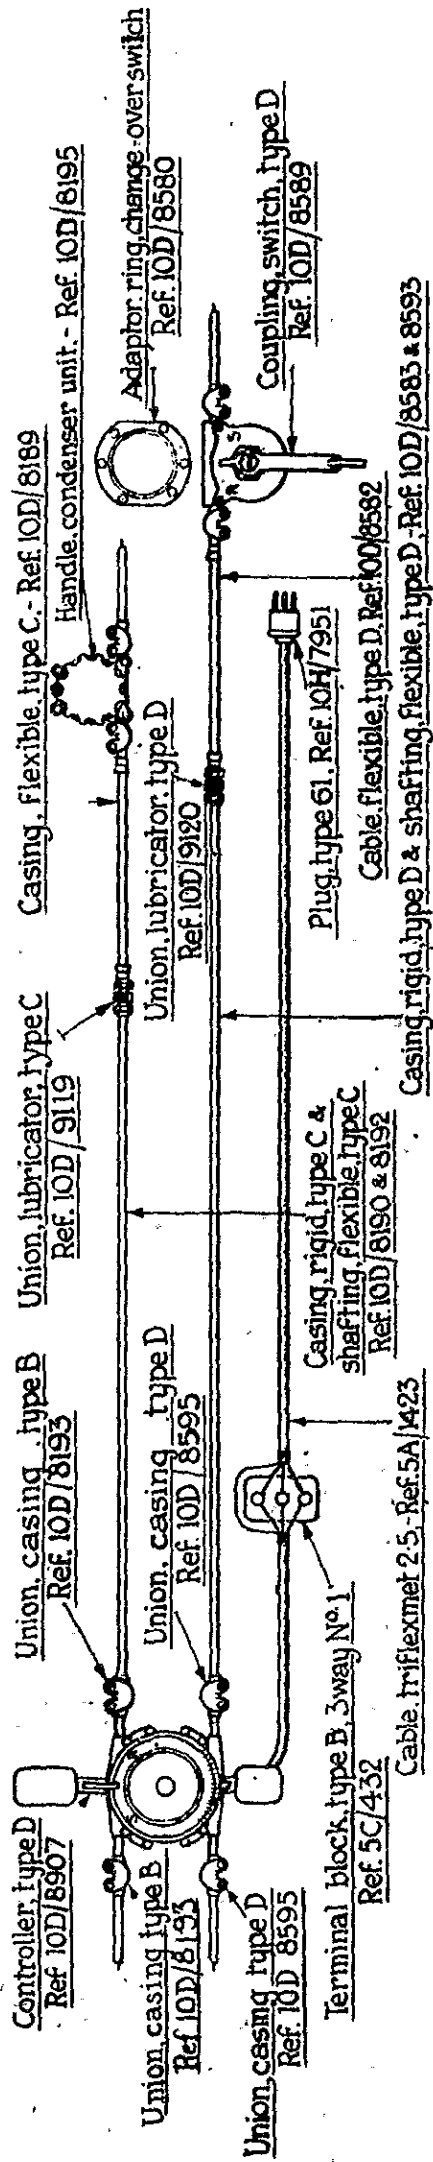 Controller, type D
Ref 10D/8907
Union, casing type B
Ref. 10D/8193
Union, lubricator, type C
Ref. 10D/9119
Casing, flexible, type C,- Ref. 10D/8189
Handle, condenser unit.- Ref. 10D/8195
Adaptor ring, change-over switch
Ref. 10D/8580
Union, casing type D
Ref. 10D/8595
Union, lubricator, type D
Ref. 10D/9120
Coupling, switch, type D
Ref. 10D/8589
R
S
Union, casing type B
Ref 10D/8193
Casing, rigid, type C &
shafting, flexible, type C
Ref 10D/8190 & 8192
Plug, type 61, Ref. 10H/7951
Cable, flexible, type D, Ref. 10D/8582
Union, casing type D
Ref. 10D 8595
Terminal block, type B, 3 way Nº 1
Ref. 5C/432
Cable, triflexmet 2·5,-Ref. 5A/1423
Casing, rigid, type D & shafting, flexible, type D,-Ref. 10D/8583 & 8593